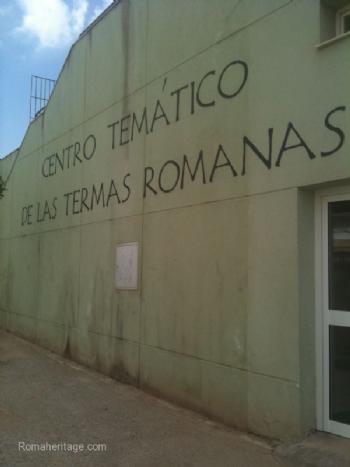 CENTRO TEMÁTICO
DE LAS TERMAS ROMANAS
Romaheritage.com